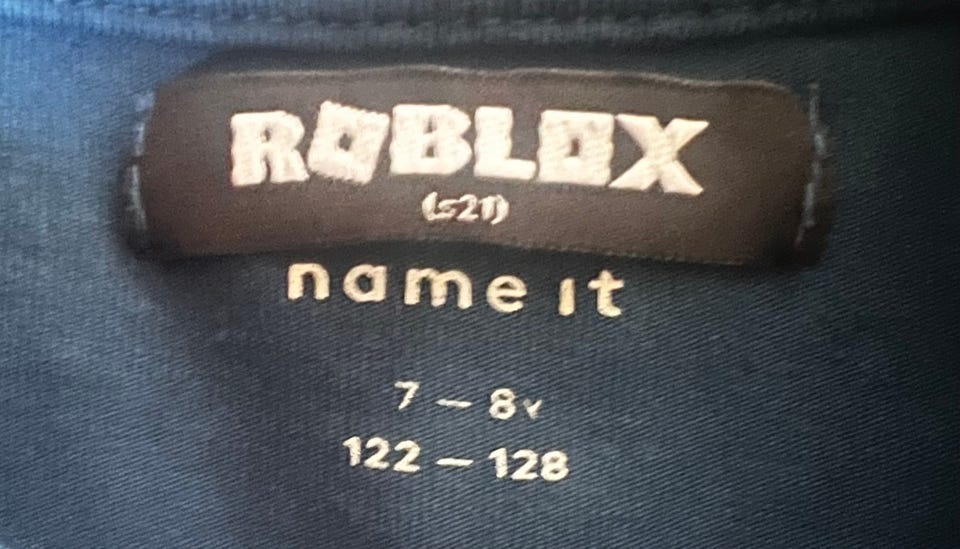 ROBLOX
(s21)
name it
7 – 8Y
122 – 128